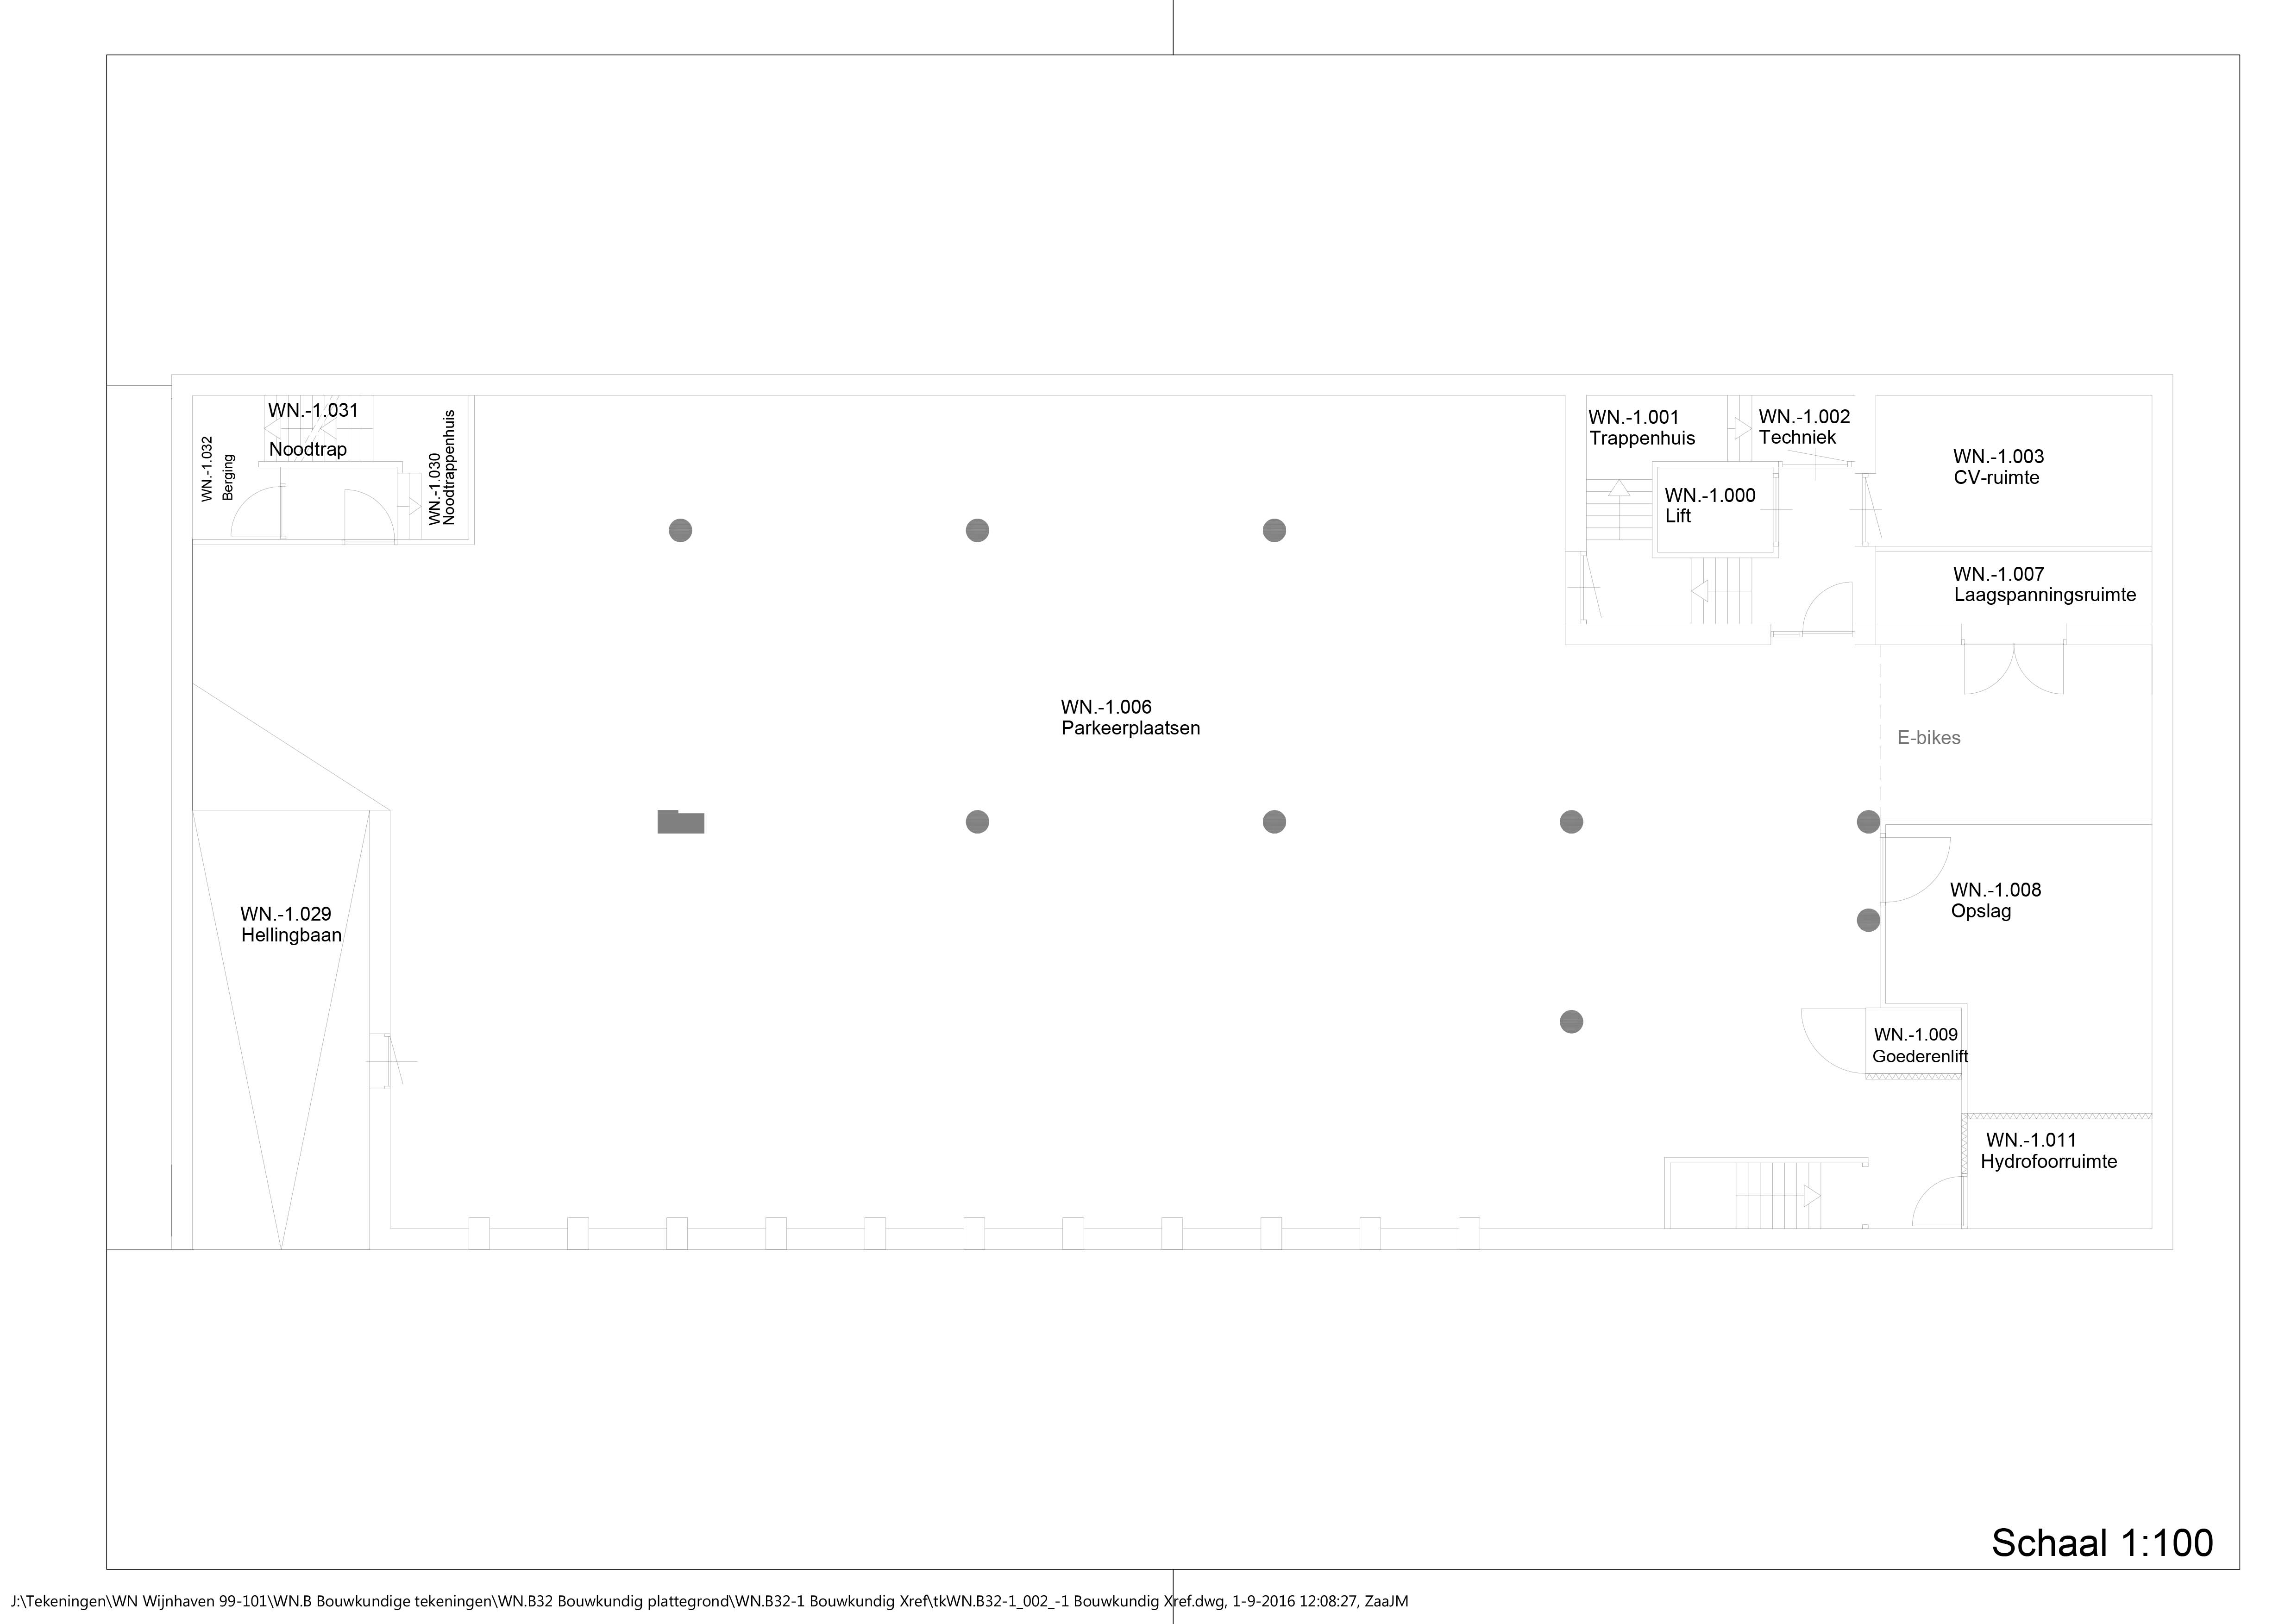 WN.-1.031
Noodtrap
WN.-1.032
Berging
WN.-1.030
Noodtrappenhuis
WN.-1.001
Trappenhuis
WN.-1.002
Techniek
WN.-1.003
CV-ruimte
WN.-1.000
Lift
WN.-1.007
Laagspanningsruimte
WN.-1.006
Parkeerplaatsen
E-bikes
WN.-1.029
Hellingbaan
WN.-1.008
Opslag
WN.-1.009
Goederenlift
WN.-1.011
Hydrofoorruimte
Schaal 1:100
J:\Tekeningen\WN Wijnhaven 99-101\WN.B Bouwkundige tekeningen\WN.B32 Bouwkundig plattegrond\WN.B32-1 Bouwkundig Xref\tkWN.B32-1_002_-1 Bouwkundig Xref.dwg, 1-9-2016 12:08:27, ZaaJM